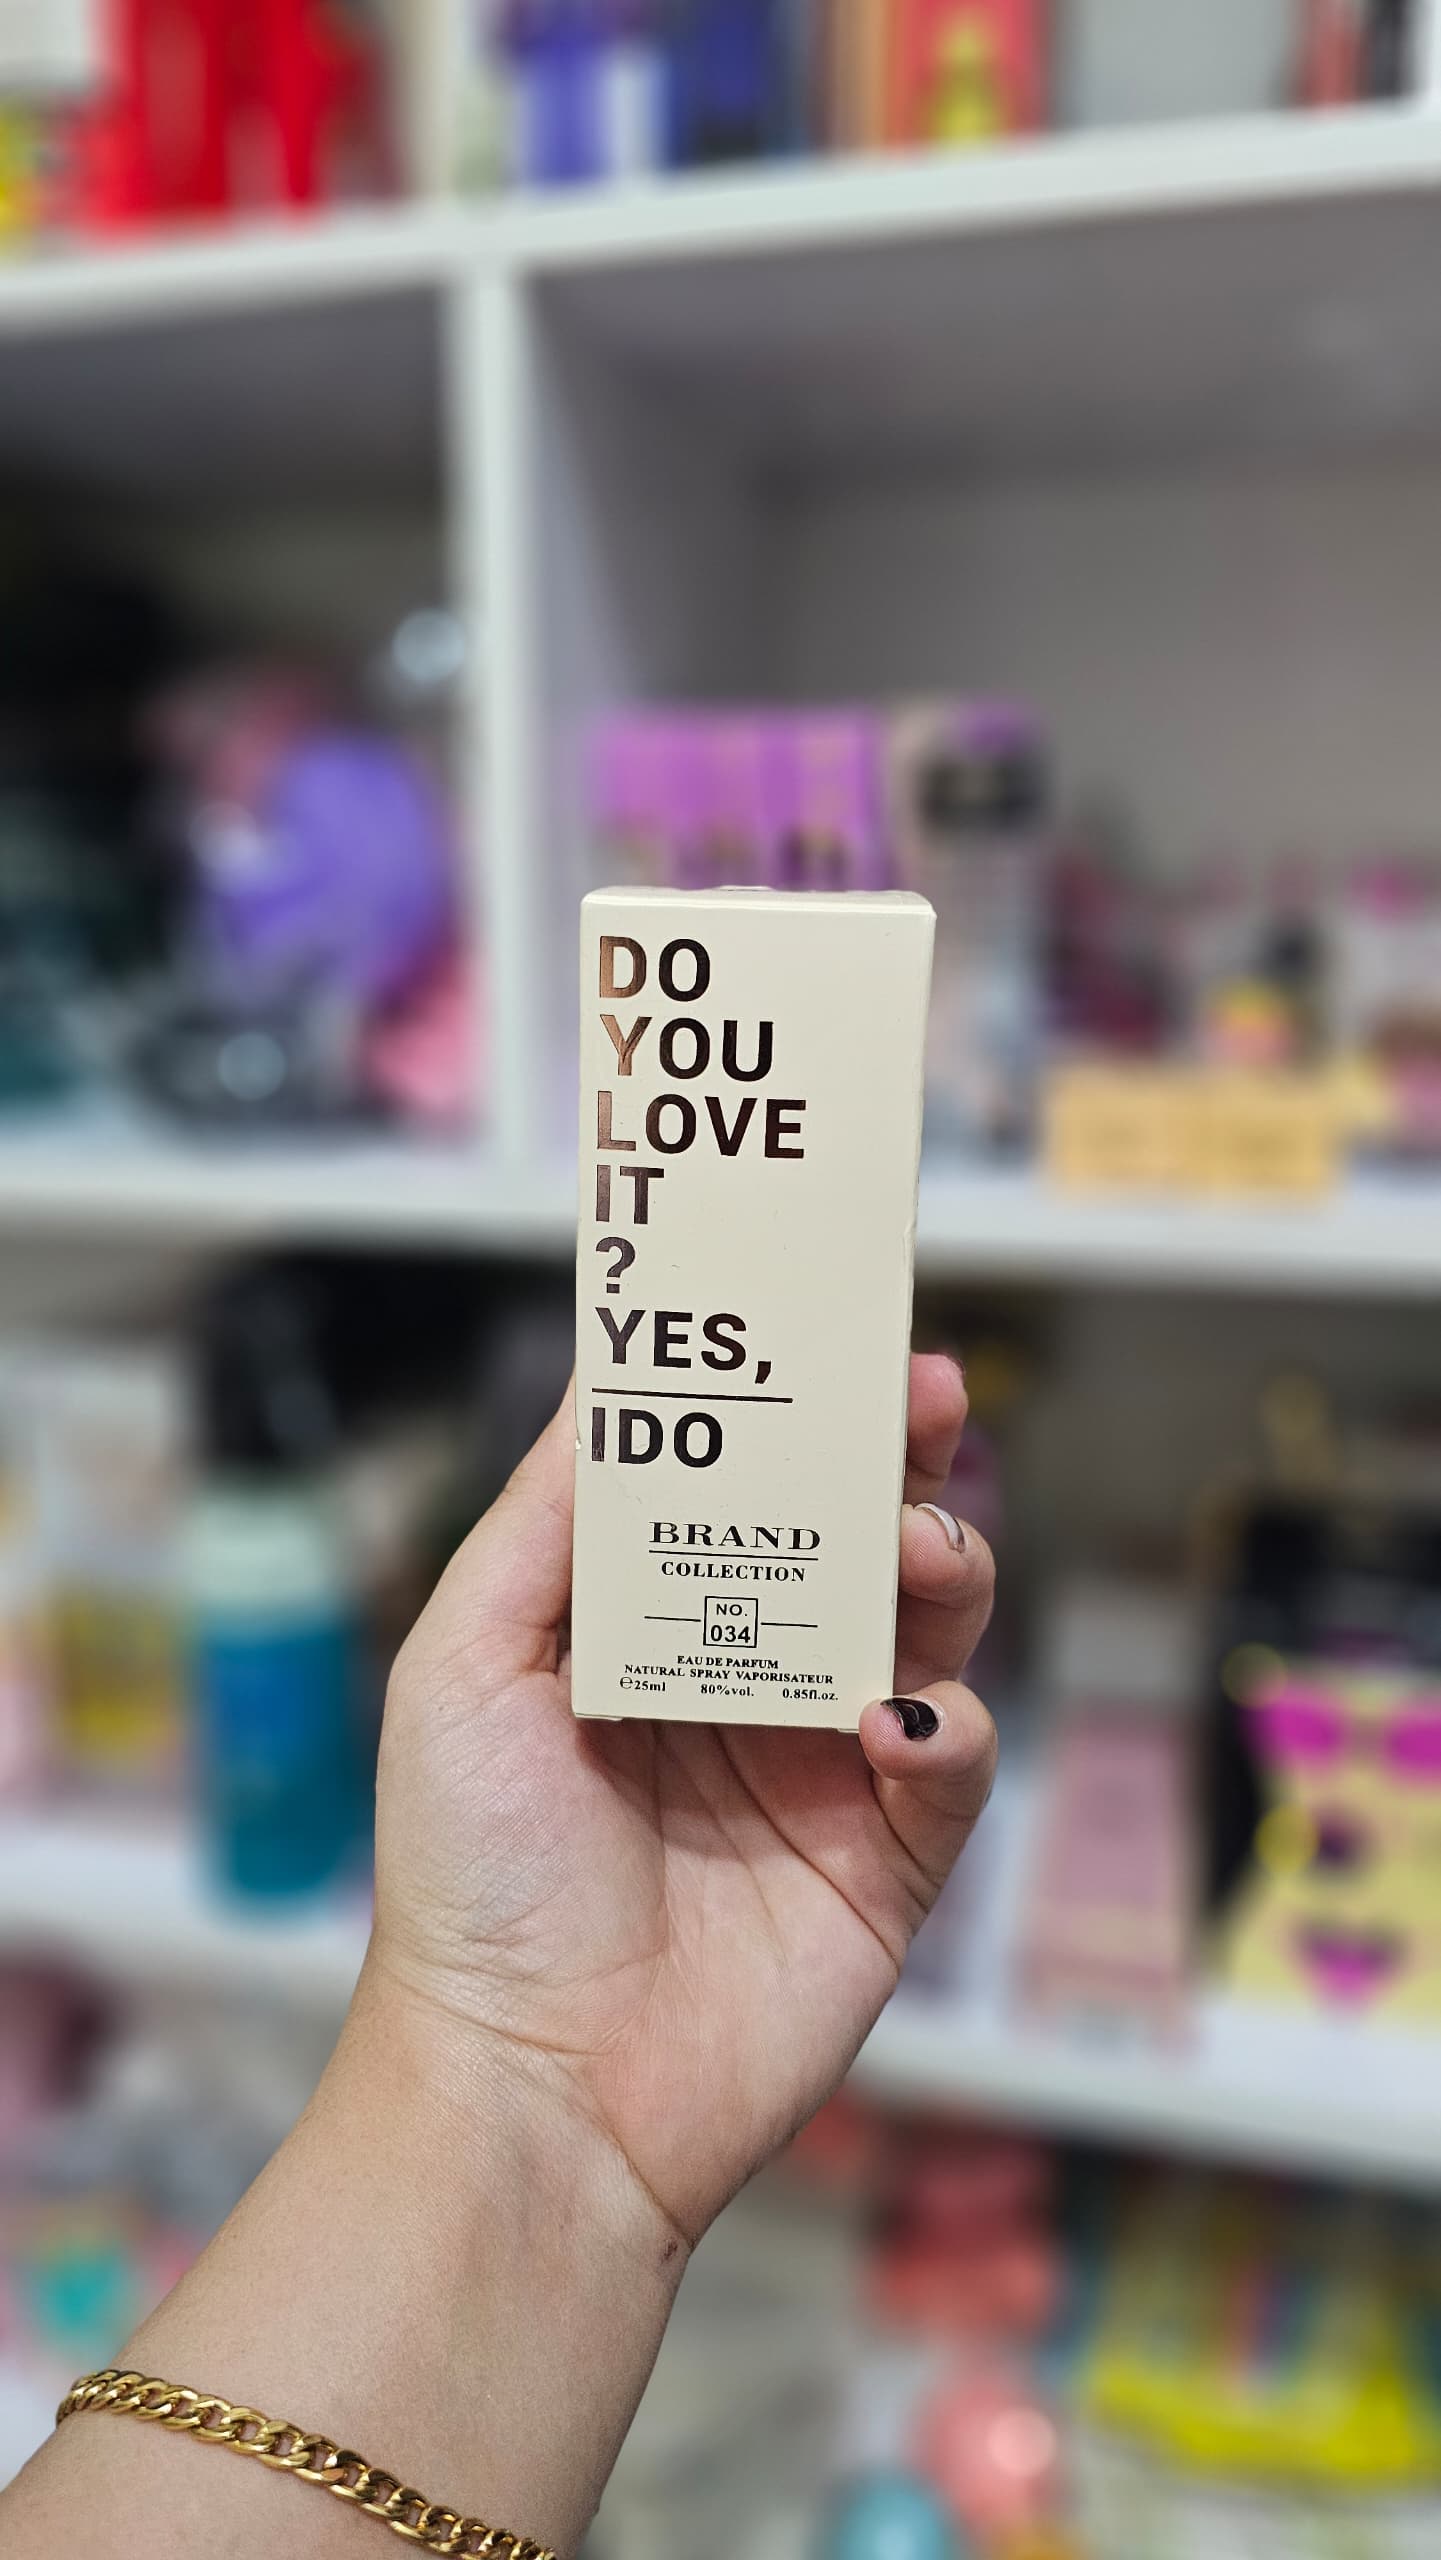 DO
YOU
LOVE
IT
?
YES,
IDO
BRAND
COLLECTION
NO.
034
EAU DE PARFUM
NATURAL SPRAY VAPORISATEUR
℮25ml 80%vol. 0.85fl.oz.